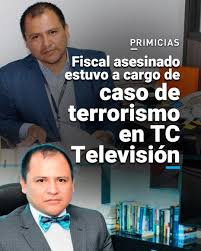 PRIMICIAS
Fiscal asesinado
estuvo a cargo de
caso de
terrorismo
en TC
Televisión